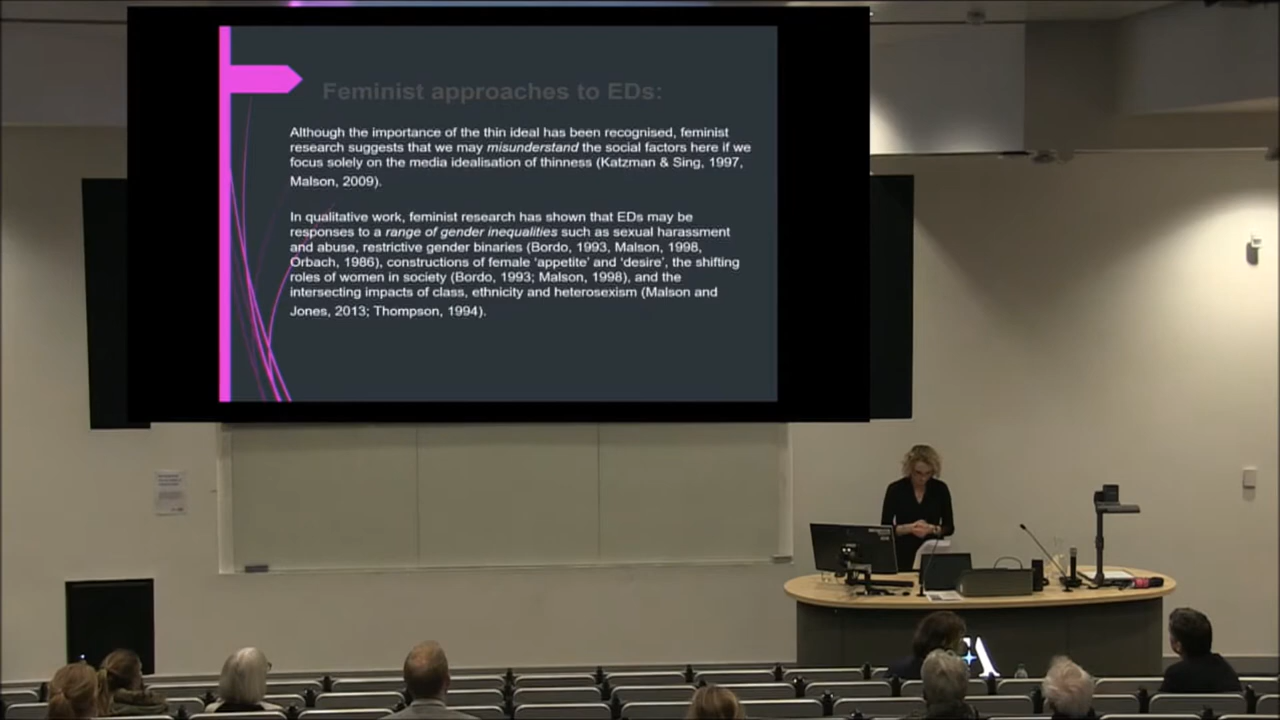 Feminist approaches to EDs:
Although the importance of the thin ideal has been recognised, feminist
research suggests that we may misunderstand the social factors here if we
focus solely on the media idealisation of thinness (Katzman & Sing, 1997,
Malson, 2009).
In qualitative work, feminist research has shown that EDs may be
responses to a range of gender inequalities such as sexual harassment
and abuse, restrictive gender binaries (Bordo, 1993, Malson, 1998,
Orbach, 1986), constructions of female ‘appetite’ and ‘desire’, the shifting
roles of women in society (Bordo, 1993; Malson, 1998), and the
intersecting impacts of class, ethnicity and heterosexism (Malson and
Jones, 2013; Thompson, 1994).